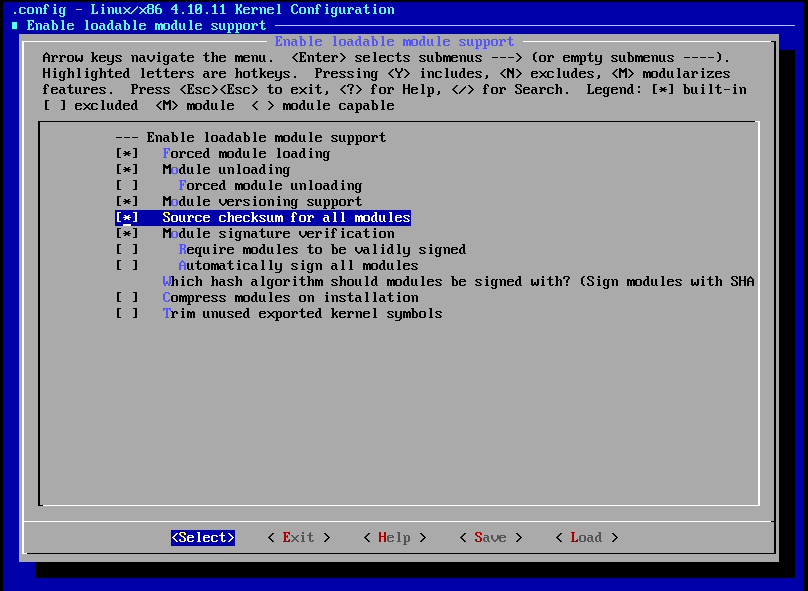 .config - Linux/x86 4.10.11 Kernel Configuration
Enable loadable module support
Enable loadable module support
Arrow keys navigate the menu. <Enter> selects submenus ---> (or empty submenus ----).
Highlighted letters are hotkeys. Pressing <Y> includes, <N> excludes, <M> modularizes
features. Press <Esc><Esc> to exit, <?> for Help, </> for Search. Legend: [*] built-in
[ ] excluded <M> module < > module capable
--- Enable loadable module support
[*] Forced module loading
[*] Module unloading
[ ] Forced module unloading
[*] Module versioning support
[*] Source checksum for all modules
[*] Module signature verification
[ ] Require modules to be validly signed
[ ] Automatically sign all modules
Which hash algorithm should modules be signed with? (Sign modules with SHA
[ ] Compress modules on installation
[ ] Trim unused exported kernel symbols
<Select> < Exit > < Help > < Save > < Load >